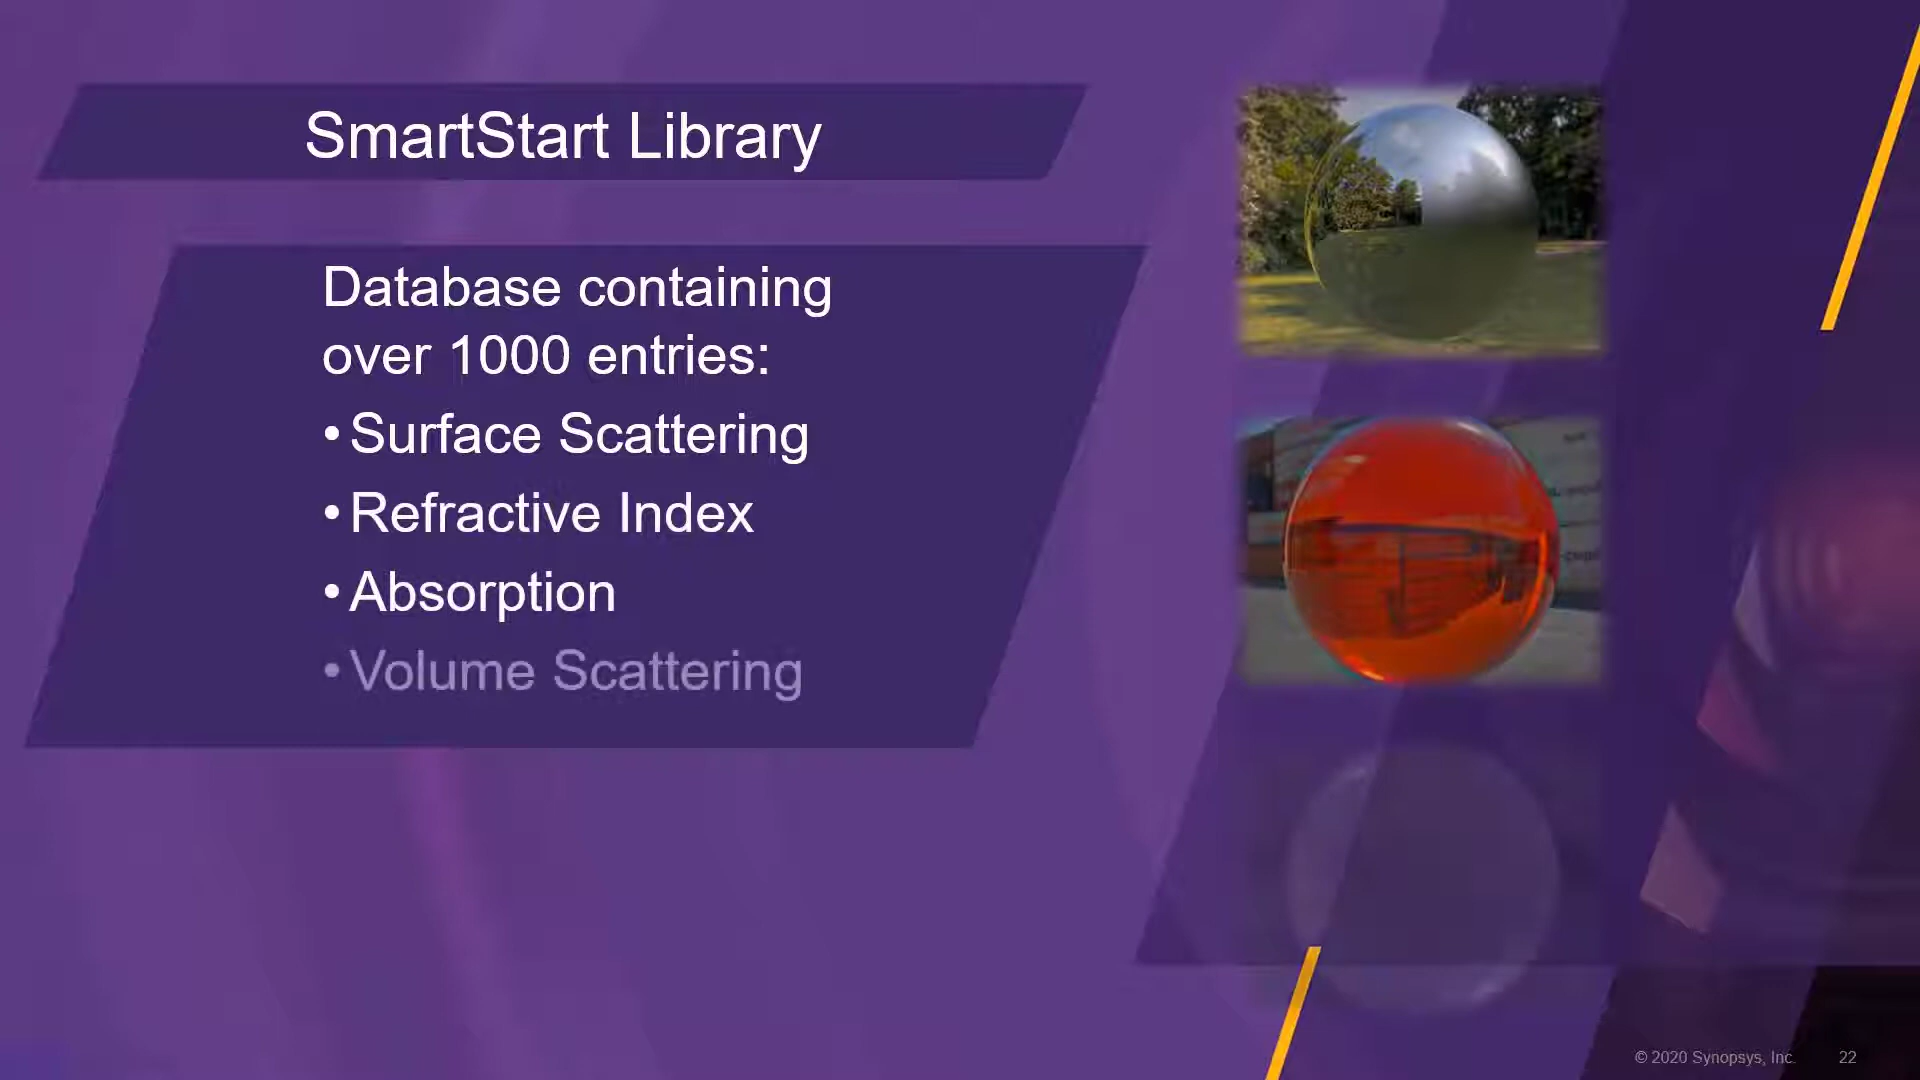 SmartStart Library
Database containing
over 1000 entries:
• Surface Scattering
• Refractive Index
• Absorption
• Volume Scattering
© 2020 Synopsys, Inc. 22